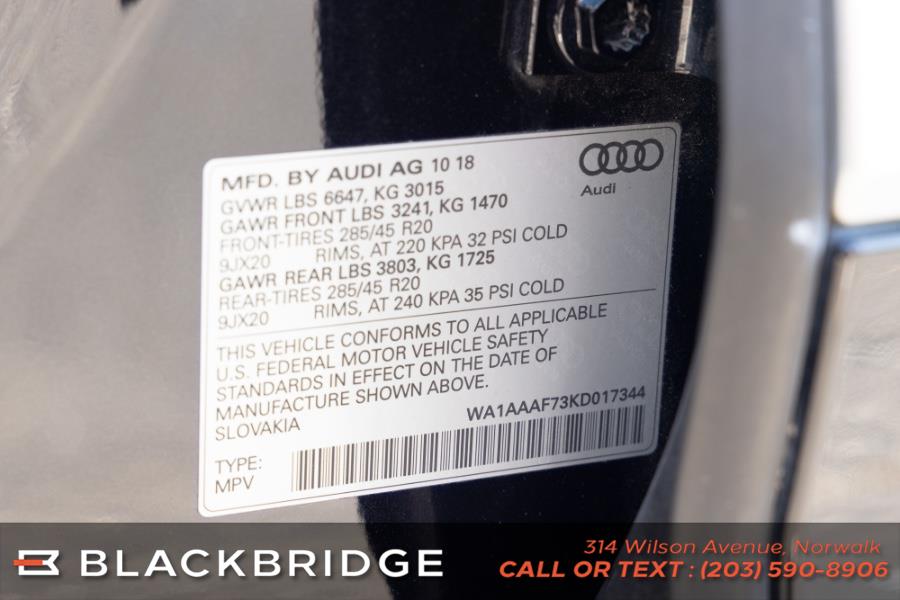 MFD. BY AUDI AG 10 18
GVWR LBS 6647, KG 3015
GAWR FRONT LBS 3241, KG 1470
FRONT-TIRES 285/45 R20
9JX20 RIMS, AT 220 KPA 32 PSI COLD
GAWR REAR LBS 3803, KG 1725
REAR-TIRES 285/45 R20
9JX20 RIMS, AT 240 KPA 35 PSI COLD
Audi
THIS VEHICLE CONFORMS TO ALL APPLICABLE
U.S. FEDERAL MOTOR VEHICLE SAFETY
STANDARDS IN EFFECT ON THE DATE OF
MANUFACTURE SHOWN ABOVE.
SLOVAKIA WA1AAAF73KD017344
TYPE:
MPV
BLACKBRIDGE
314 Wilson Avenue, Norwalk
CALL OR TEXT : (203) 590-8906